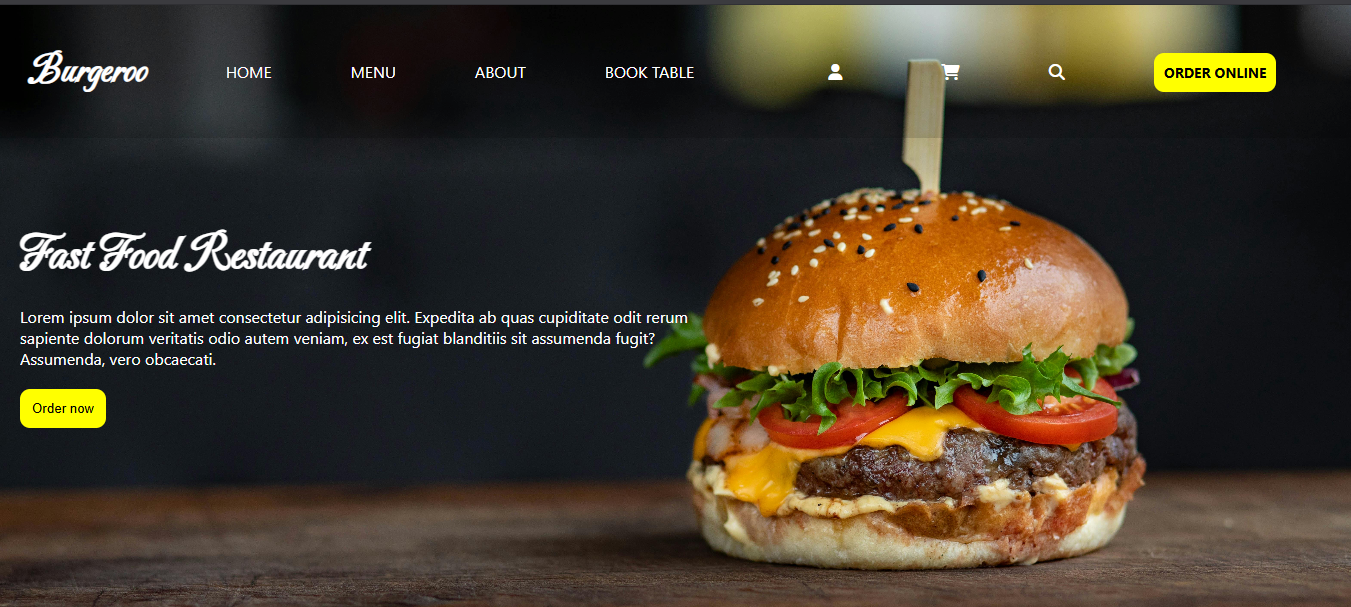 Burgeroo HOME MENU ABOUT BOOK TABLE ORDER ONLINE
Fast Food Restaurant
Lorem ipsum dolor sit amet consectetur adipisicing elit. Expedita ab quas cupiditate odit rerum
sapiente dolorum veritatis odio autem veniam, ex est fugiat blanditiis sit assumenda fugit?
Assumenda, vero obcaecati.
Order now